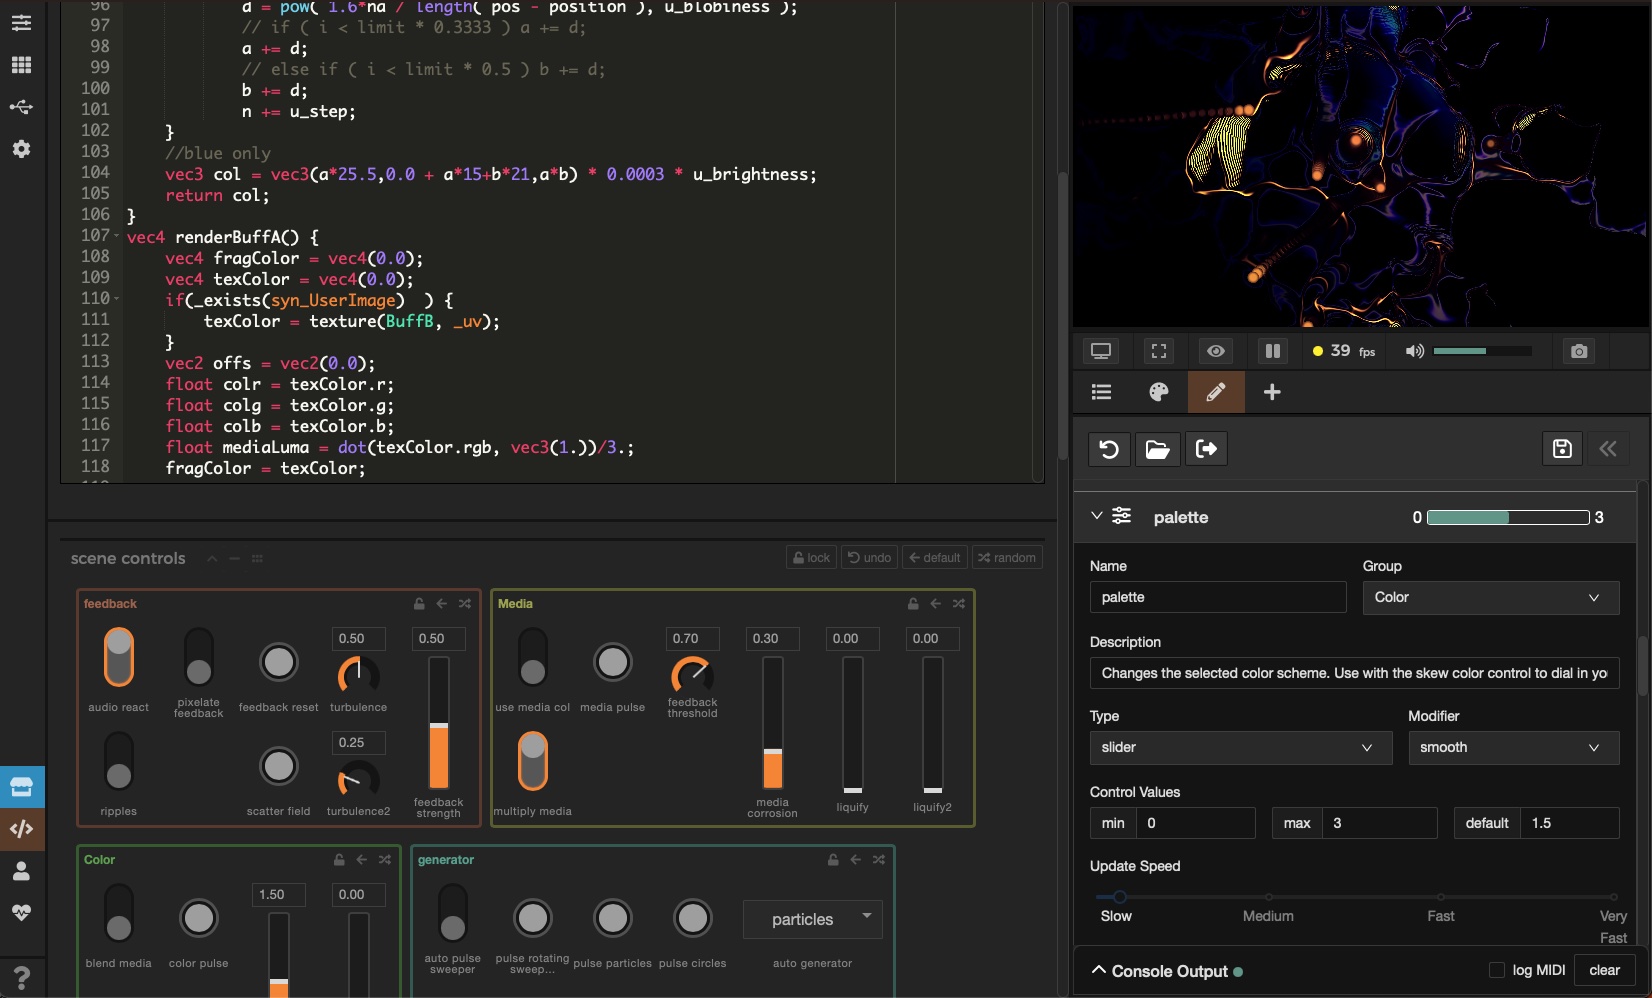 96 d = pow( 1.6*na / length( pos - position ), u_blobiness );
97 // if ( i < limit * 0.3333 ) a += d;
98 a += d;
99 // else if ( i < limit * 0.5 ) b += d;
100 b += d;
101 n += u_step;
102 }
103 //blue only
104 vec3 col = vec3(a*25.5,0.0 + a*15+b*21,a*b) * 0.0003 * u_brightness;
105 return col;
106 }
107 vec4 renderBuffA() {
108 vec4 fragColor = vec4(0.0);
109 vec4 texColor = vec4(0.0);
110 if(_exists(syn_UserImage)  ) {
111 texColor = texture(BuffB, _uv);
112 }
113 vec2 offs = vec2(0.0);
114 float colr = texColor.r;
115 float colg = texColor.g;
116 float colb = texColor.b;
117 float mediaLuma = dot(texColor.rgb, vec3(1.))/3.;
118 fragColor = texColor;
scene controls
lock undo default random
feedback
0.50 0.50
audio react pixelate feedback feedback reset turbulence
0.25
ripples scatter field turbulence2 feedback strength
Media
0.70 0.30 0.00 0.00
use media col media pulse feedback threshold
multiply media media corrosion liquify liquify2
Color
1.50 0.00
blend media color pulse
generator
particles
auto pulse sweeper pulse rotating sweep... pulse particles pulse circles auto generator
39 fps
palette 0 3
Name Group
palette Color
Description
Changes the selected color scheme. Use with the skew color control to dial in yo
Type Modifier
slider smooth
Control Values
min 0 max 3 default 1.5
Update Speed
Slow Medium Fast Very Fast
Console Output log MIDI clear